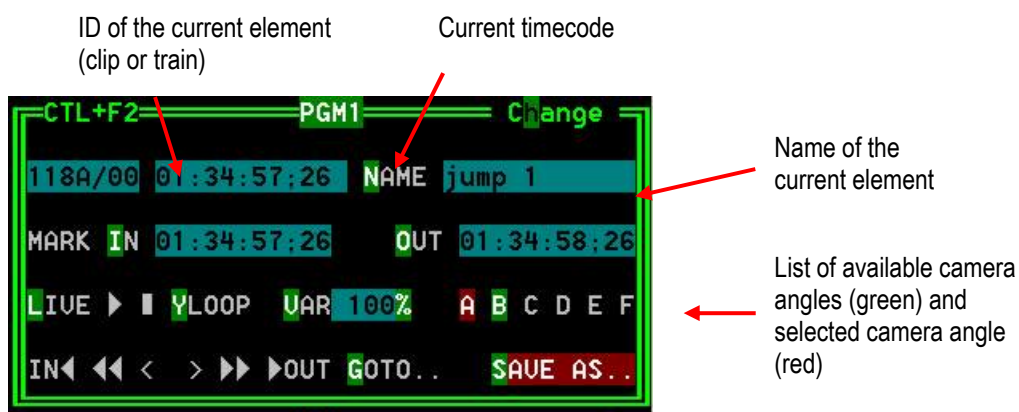 ID of the current element
(clip or train)
Current timecode
CTL+F2 PGM1 Change
118A/00 01:34:57;26 NAME jump 1
MARK IN 01:34:57;26 OUT 01:34:58;26
LIVE ▶ ■ YLOOP VAR 100% A B C D E F
IN◀ ◀◀ < > ▶▶ ▶OUT GOTO.. SAVE AS..
Name of the
current element
List of available camera
angles (green) and
selected camera angle
(red)